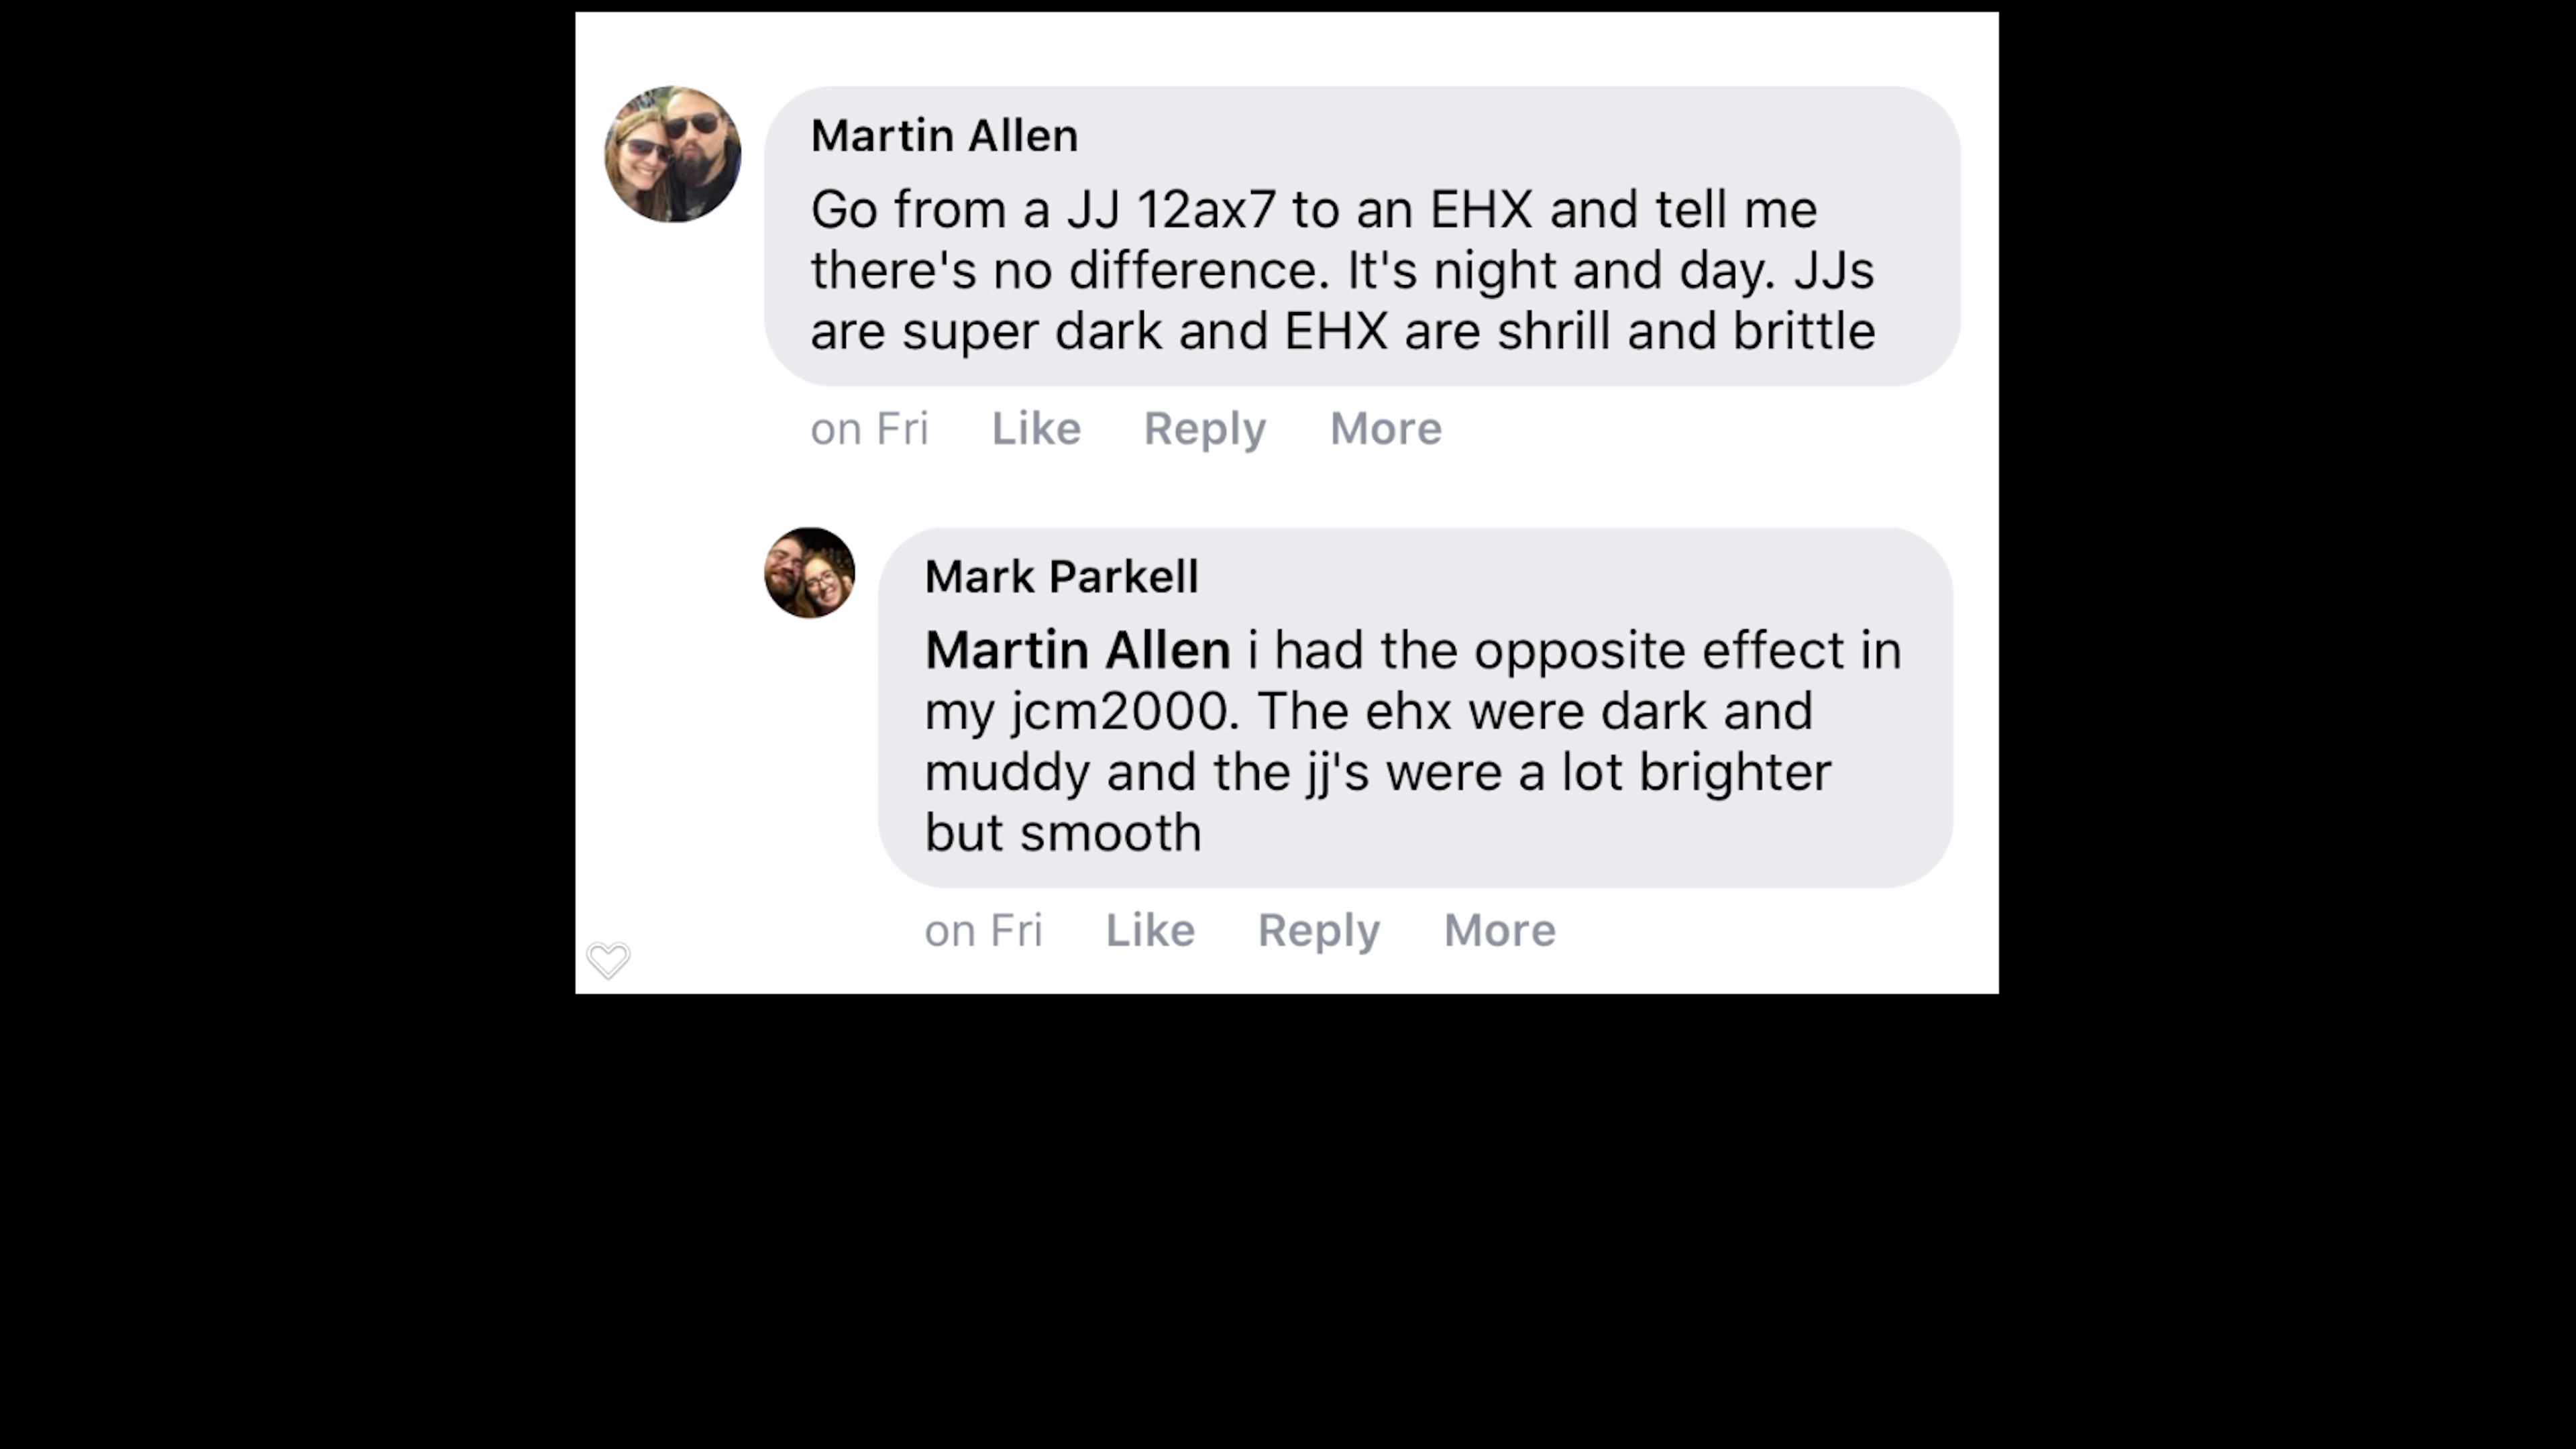 Martin Allen
Go from a JJ 12ax7 to an EHX and tell me
there's no difference. It's night and day. JJs
are super dark and EHX are shrill and brittle
on Fri Like Reply More
Mark Parkell
Martin Allen i had the opposite effect in
my jcm2000. The ehx were dark and
muddy and the jj's were a lot brighter
but smooth
on Fri Like Reply More